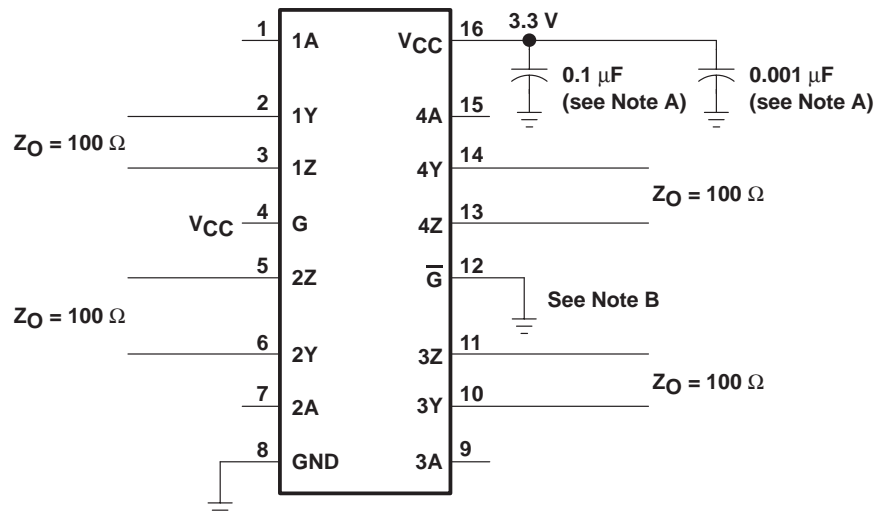 1 1A VCC 16 3.3 V
0.1 μF
(see Note A)
0.001 μF
(see Note A)
2 1Y 4A 15
ZO = 100 Ω
3 1Z 4Y 14
ZO = 100 Ω
VCC 4 G 4Z 13
5 2Z G̅ 12
See Note B
ZO = 100 Ω
6 2Y 3Z 11
ZO = 100 Ω
7 2A 3Y 10
8 GND 3A 9